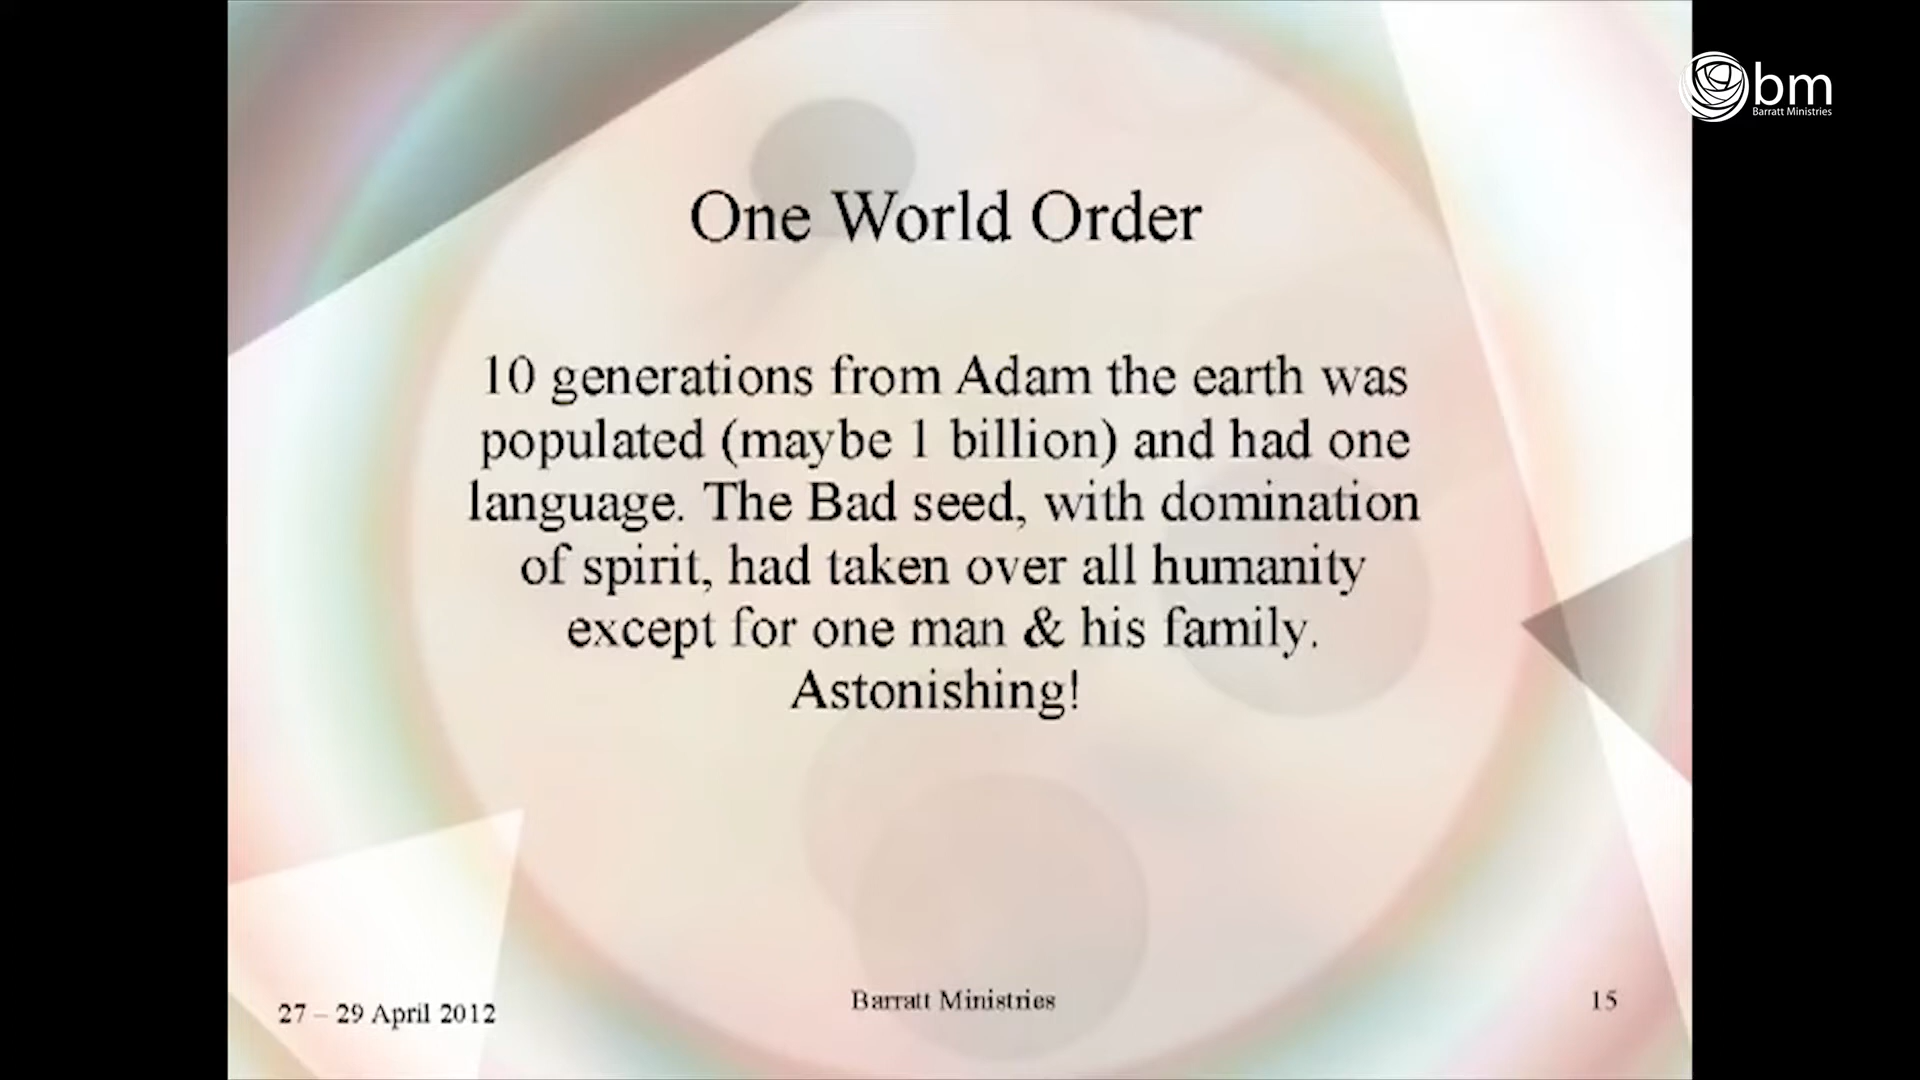 bm
Barratt Ministries
One World Order
10 generations from Adam the earth was
populated (maybe 1 billion) and had one
language. The Bad seed, with domination
of spirit, had taken over all humanity
except for one man & his family.
Astonishing!
27 – 29 April 2012
Barratt Ministries
15